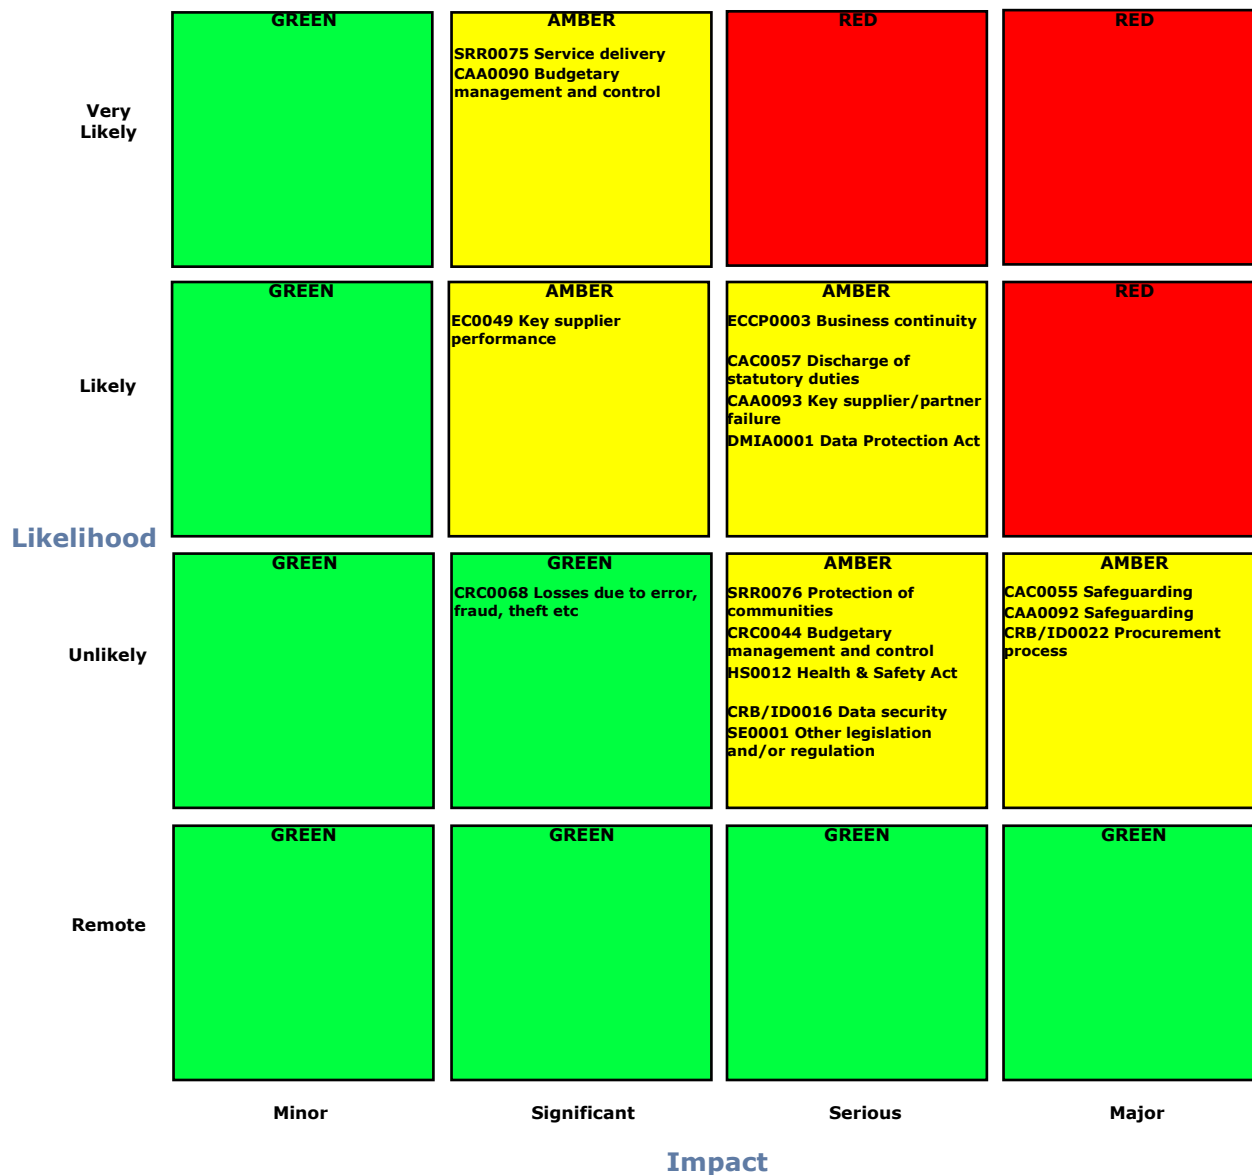 GREEN
AMBER
RED
RED
SRR0075 Service delivery
CAA0090 Budgetary
management and control
Very
Likely
GREEN
AMBER
AMBER
RED
EC0049 Key supplier
performance
ECCP0003 Business continuity
CAC0057 Discharge of
statutory duties
CAA0093 Key supplier/partner
failure
DMIA0001 Data Protection Act
Likely
Likelihood
GREEN
GREEN
AMBER
AMBER
CRC0068 Losses due to error,
fraud, theft etc
SRR0076 Protection of
communities
CRC0044 Budgetary
management and control
HS0012 Health & Safety Act
CRB/ID0016 Data security
SE0001 Other legislation
and/or regulation
CAC0055 Safeguarding
CAA0092 Safeguarding
CRB/ID0022 Procurement
process
Unlikely
GREEN
GREEN
GREEN
GREEN
Remote
Minor
Significant
Serious
Major
Impact